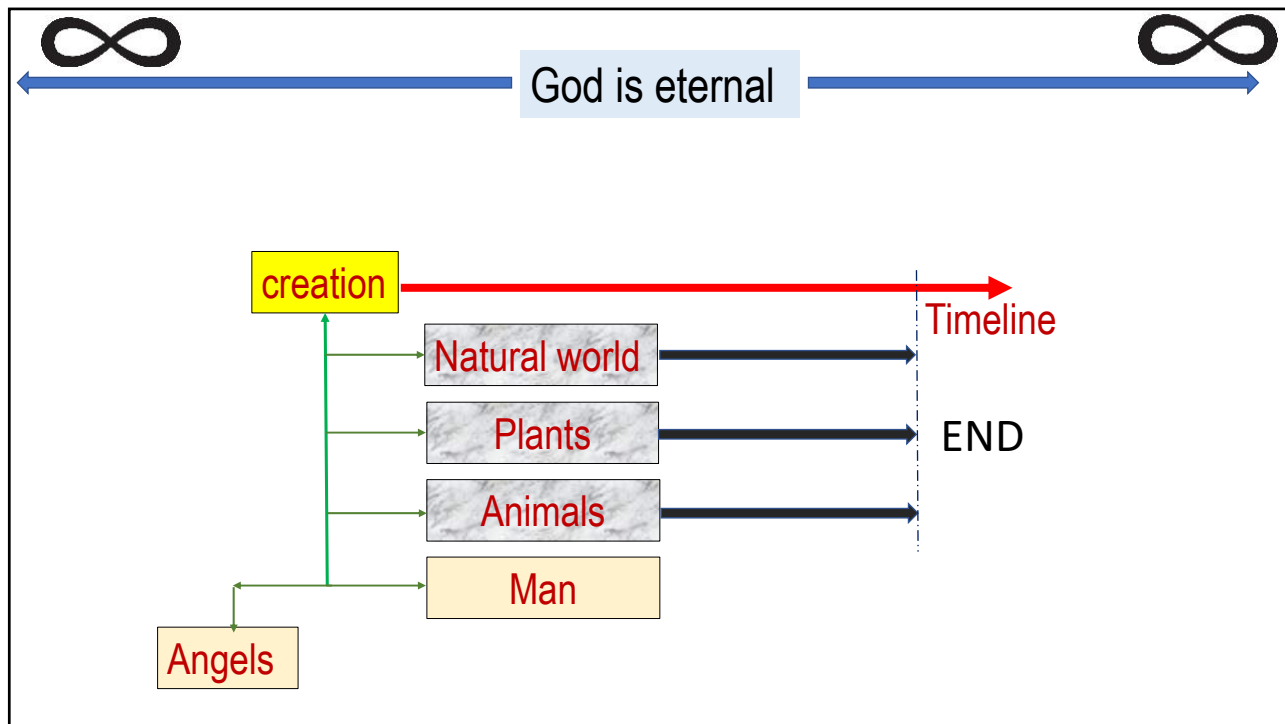 God is eternal
creation
Timeline
Natural world
Plants
END
Animals
Man
Angels